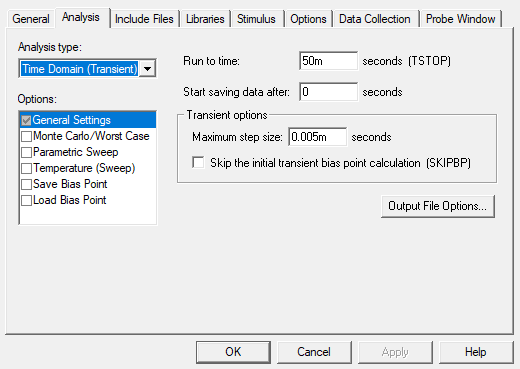 General Analysis Include Files Libraries Stimulus Options Data Collection Probe Window
Analysis type:
Time Domain (Transient)
Options:
General Settings
Monte Carlo/Worst Case
Parametric Sweep
Temperature (Sweep)
Save Bias Point
Load Bias Point
Run to time: 50m seconds (TSTOP)
Start saving data after: 0 seconds
Transient options
Maximum step size: 0.005m seconds
Skip the initial transient bias point calculation (SKIPBP)
Output File Options...
OK Cancel Apply Help